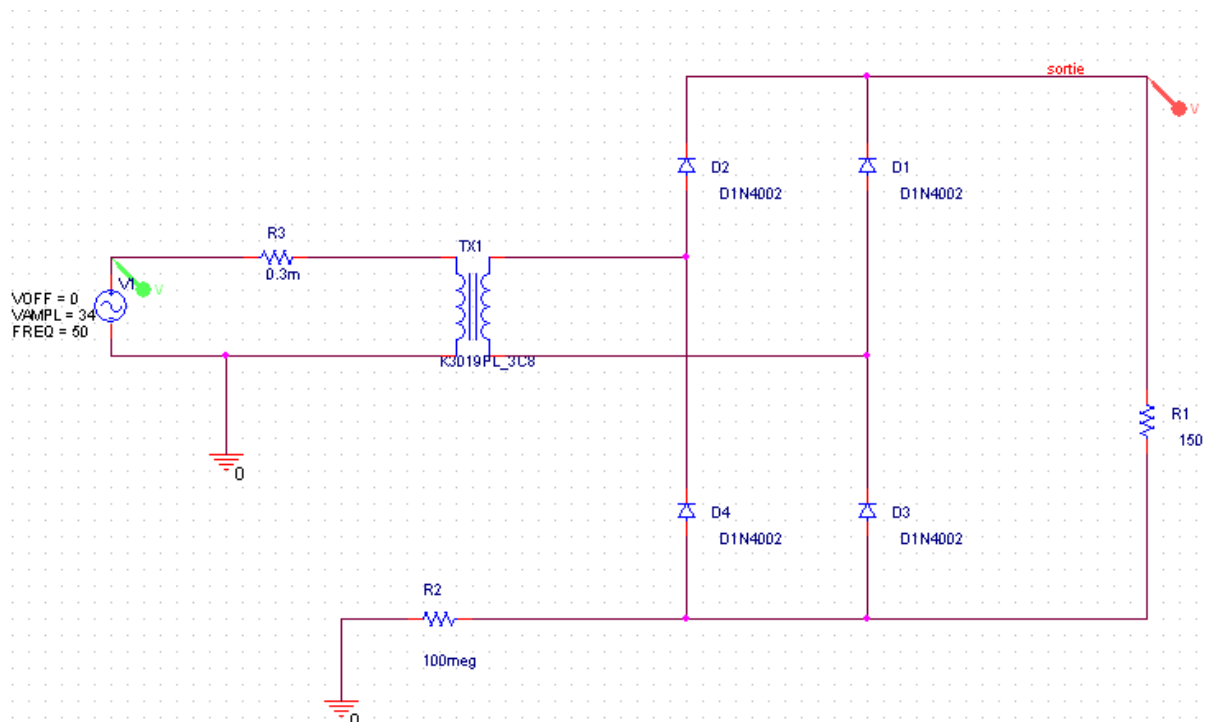 sortie
V
D2
D1N4002
D1
D1N4002
R3
0.3m
TX1
V1
V
VOFF = 0
VAMPL = 34
FREQ = 50
K3019PL_3C8
0
R1
150
D4
D1N4002
D3
D1N4002
R2
100meg
0